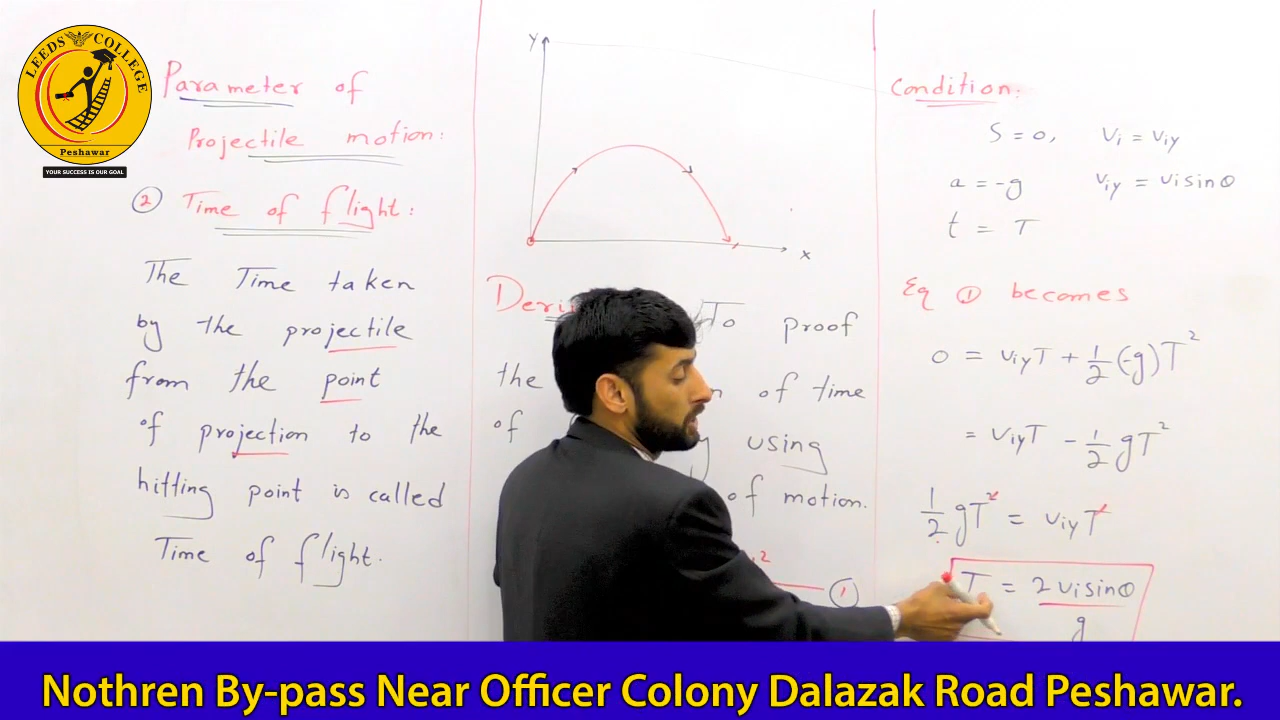 LEEDS COLLEGE
Peshawar
YOUR SUCCESS IS OUR GOAL
Parameter of
Projectile motion:
② Time of flight:
The Time taken
by the projectile
from the point
of projection to the
hitting point is called
Time of flight.
Y
x
To proof
the of time
of using
of motion.
①
Condition:
S = 0, Vi = Viy
a = -g Viy = Visinθ
t = T
Eq ① becomes
0 = ViyT + 1/2 (-g)T²
= ViyT - 1/2 gT²
1/2 gT² = ViyT
T = 2Visinθ/g
Nothren By-pass Near Officer Colony Dalazak Road Peshawar.